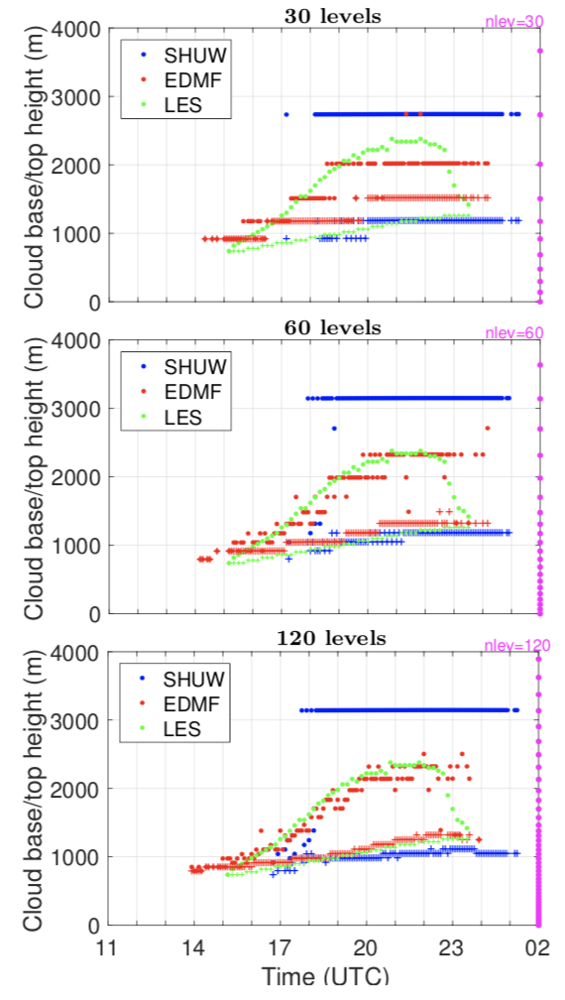 30 levels
nlev=30
Cloud base/top height (m)
4000
3000
2000
1000
0
SHUW
EDMF
LES
60 levels
nlev=60
Cloud base/top height (m)
4000
3000
2000
1000
0
SHUW
EDMF
LES
120 levels
nlev=120
Cloud base/top height (m)
4000
3000
2000
1000
0
SHUW
EDMF
LES
11 14 17 20 23 02
Time (UTC)